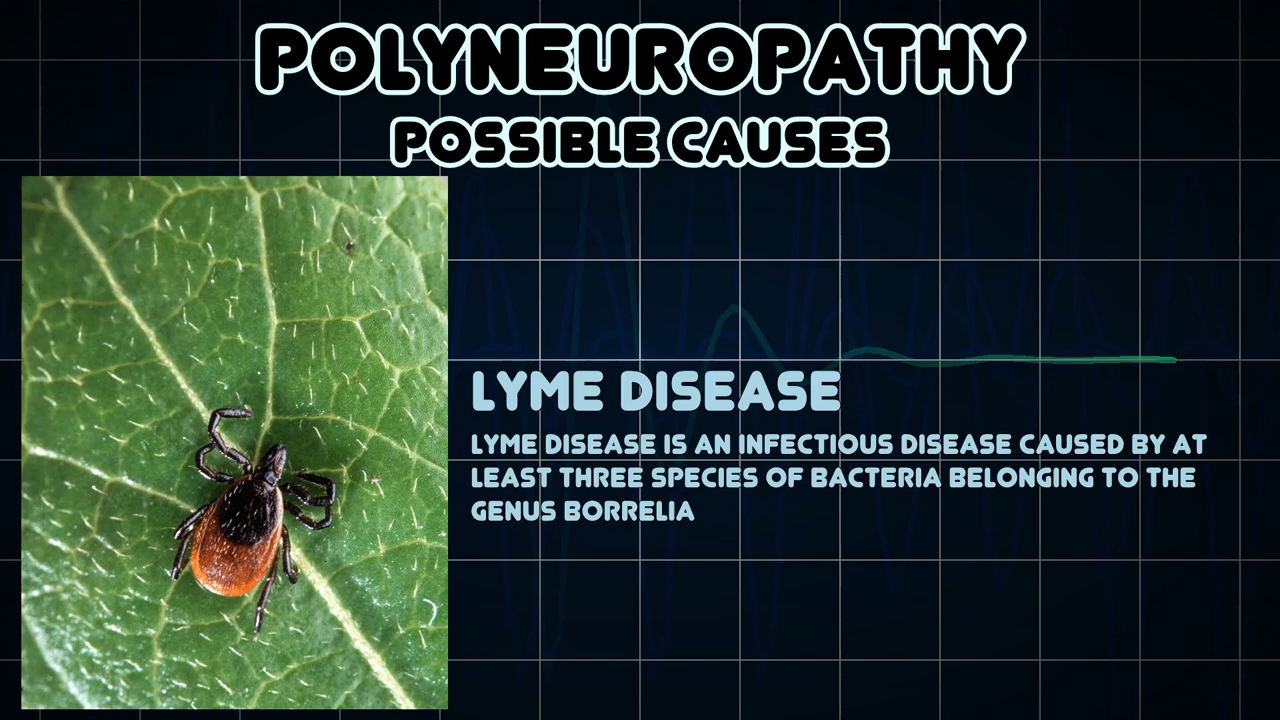 POLYNEUROPATHY
POSSIBLE CAUSES
LYME DISEASE
LYME DISEASE IS AN INFECTIOUS DISEASE CAUSED BY AT
LEAST THREE SPECIES OF BACTERIA BELONGING TO THE
GENUS BORRELIA